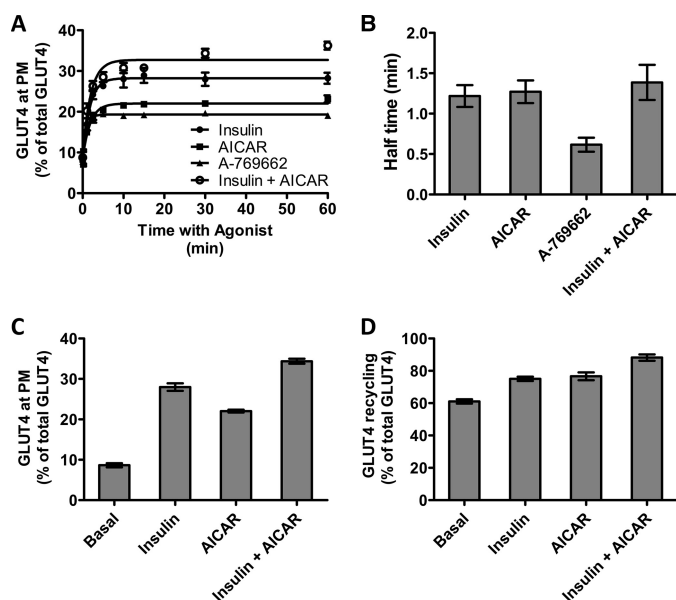 A
GLUT4 at PM
(% of total GLUT4)
40
30
20
10
0
0
10
20
30
40
50
60
Time with Agonist
(min)
Insulin
AICAR
A-769662
Insulin + AICAR
B
Half time (min)
2.0
1.5
1.0
0.5
0.0
Insulin
AICAR
A-769662
Insulin + AICAR
C
GLUT4 at PM
(% of total GLUT4)
40
30
20
10
0
Basal
Insulin
AICAR
Insulin + AICAR
D
GLUT4 recycling
(% of total GLUT4)
100
80
60
40
20
0
Basal
Insulin
AICAR
Insulin + AICAR